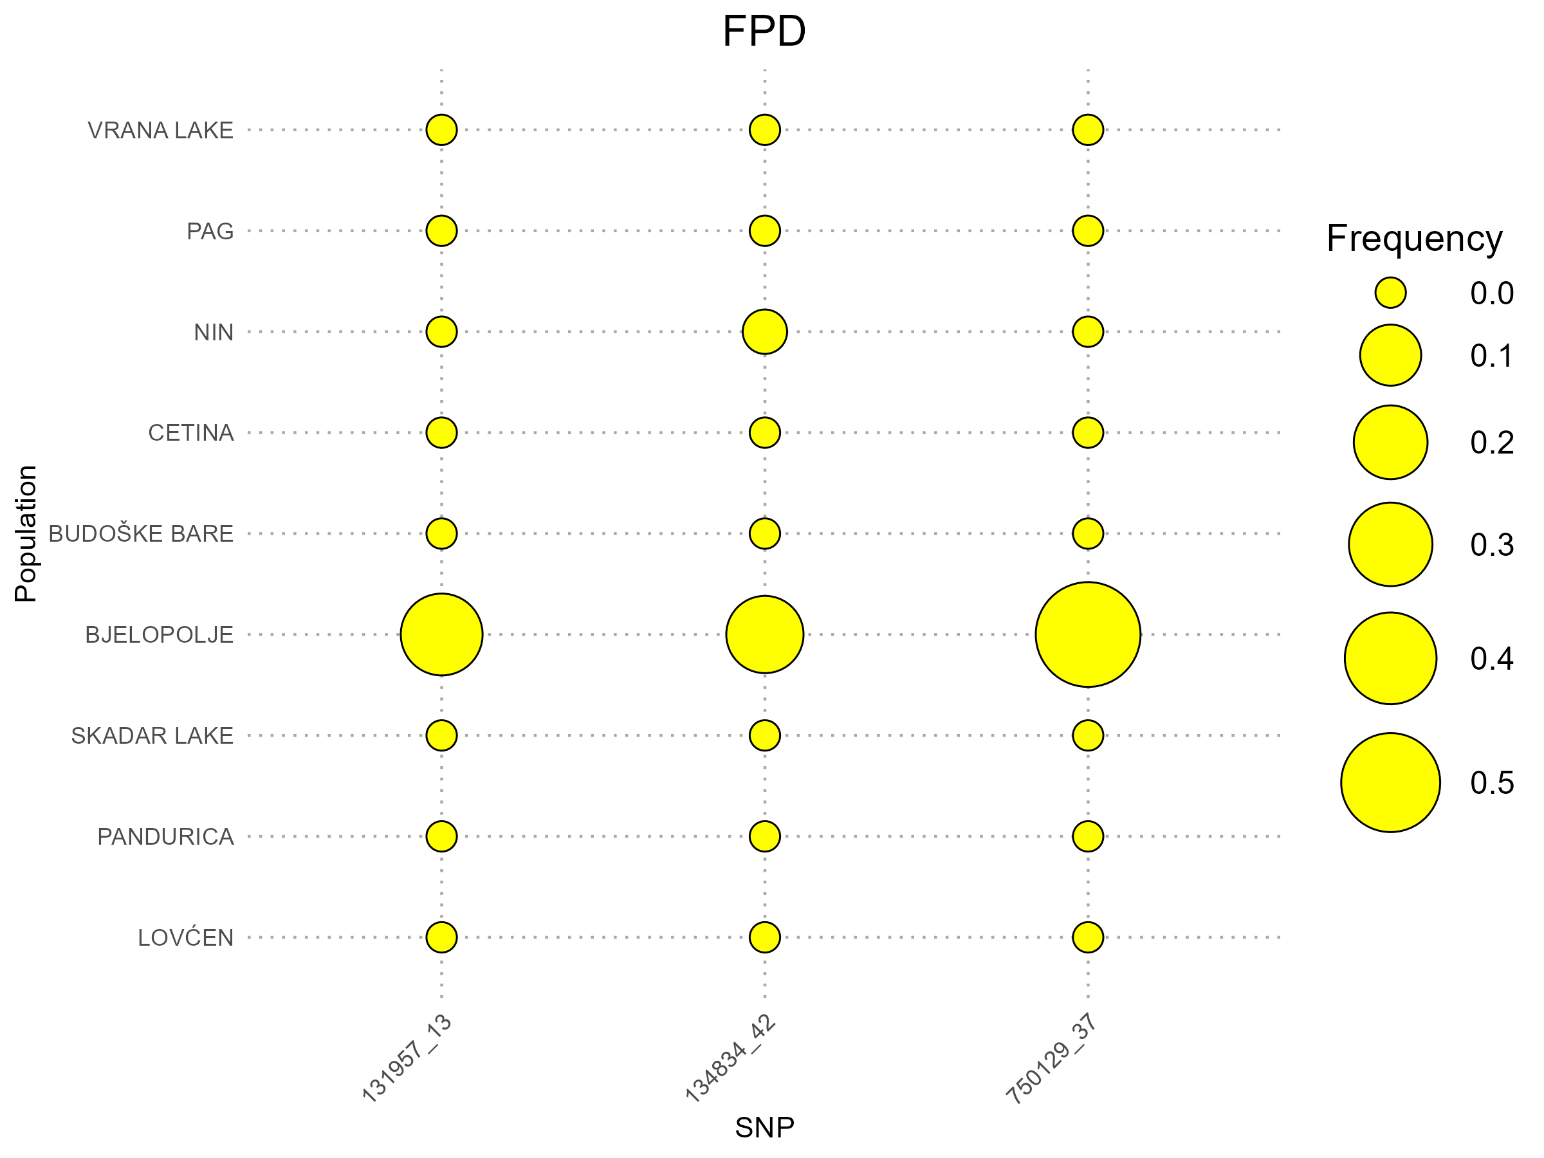 FPD
VRANA LAKE
PAG
NIN
CETINA
BUDOŠKE BARE
BJELOPOLJE
SKADAR LAKE
PANDURICA
LOVĆEN
Population
131957_13
134834_42
750129_37
SNP
Frequency
0.0
0.1
0.2
0.3
0.4
0.5